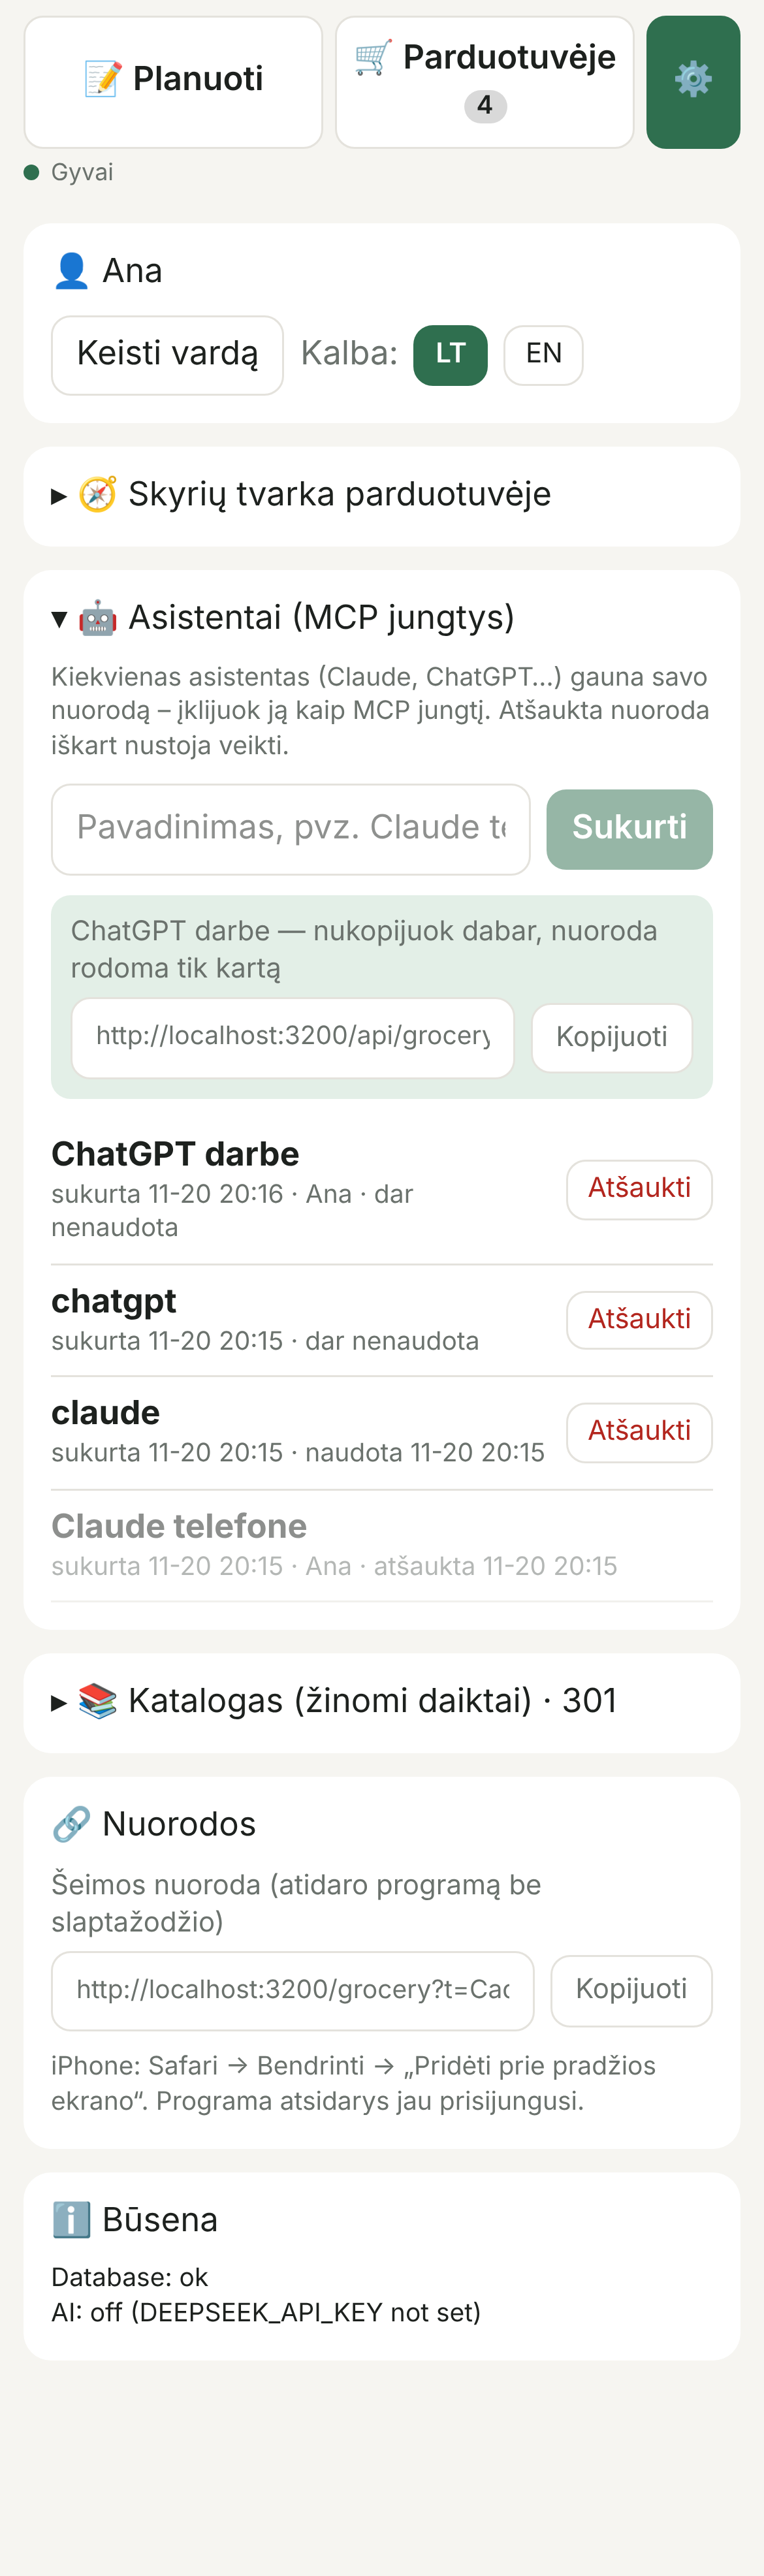 📝 Planuoti
🛒 Parduotuvėje
4
⚙️
Gyvai
👤 Ana
Keisti vardą Kalba: LT EN
▸ 🧭 Skyrių tvarka parduotuvėje
▾ 🤖 Asistentai (MCP jungtys)
Kiekvienas asistentas (Claude, ChatGPT…) gauna savo
nuorodą – įklijuok ją kaip MCP jungtį. Atšaukta nuoroda
iškart nustoja veikti.
Pavadinimas, pvz. Claude te Sukurti
ChatGPT darbe — nukopijuok dabar, nuoroda
rodoma tik kartą
http://localhost:3200/api/grocery Kopijuoti
ChatGPT darbe
sukurta 11-20 20:16 · Ana · dar
nenaudota
Atšaukti
chatgpt
sukurta 11-20 20:15 · dar nenaudota
Atšaukti
claude
sukurta 11-20 20:15 · naudota 11-20 20:15
Atšaukti
Claude telefone
sukurta 11-20 20:15 · Ana · atšaukta 11-20 20:15
▸ 📚 Katalogas (žinomi daiktai) · 301
🔗 Nuorodos
Šeimos nuoroda (atidaro programą be
slaptažodžio)
http://localhost:3200/grocery?t=Cac Kopijuoti
iPhone: Safari → Bendrinti → „Pridėti prie pradžios
ekrano“. Programa atsidarys jau prisijungusi.
ℹ️ Būsena
Database: ok
AI: off (DEEPSEEK_API_KEY not set)